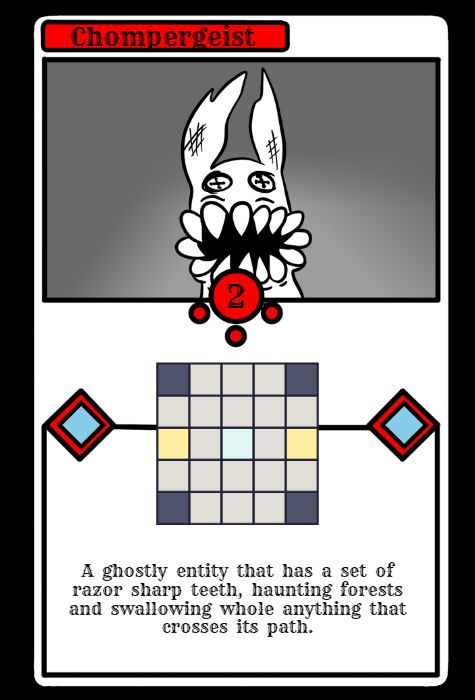 Chompergeist
2
A ghostly entity that has a set of
razor sharp teeth, haunting forests
and swallowing whole anything that
crosses its path.